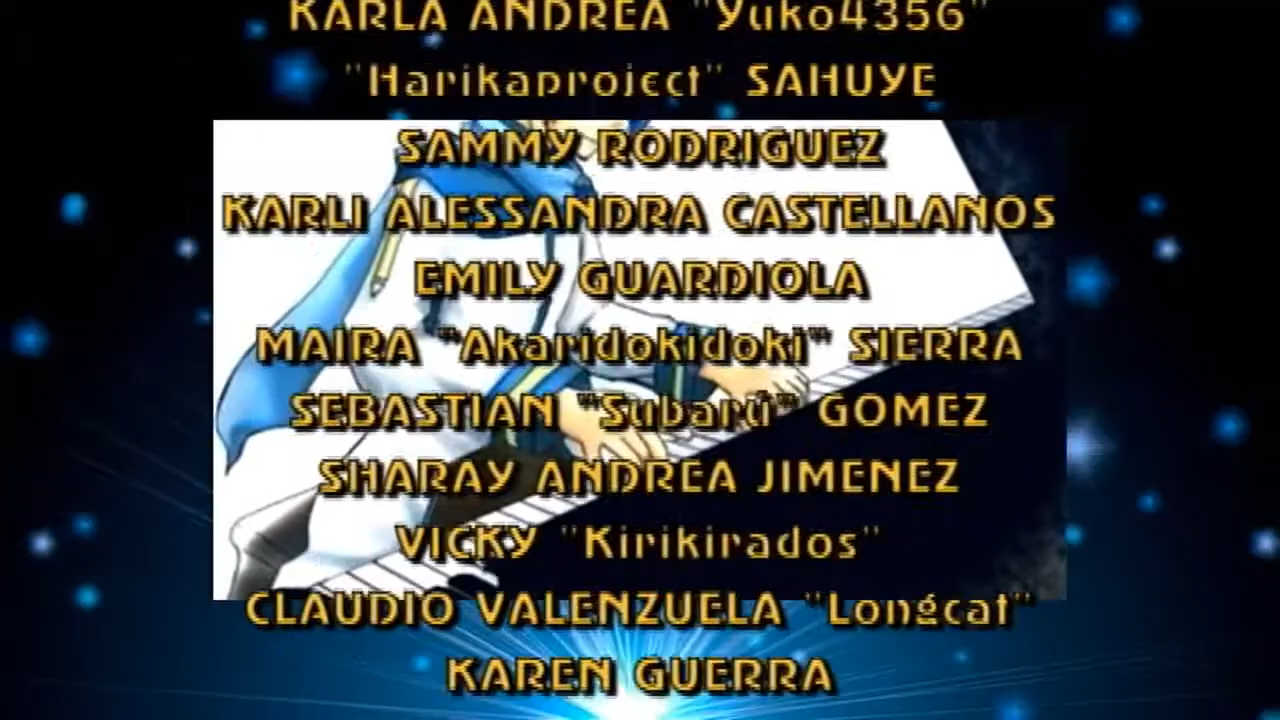 KARLA ANDREA "Yuko4356"
"Harikaproject" SAHUYE
SAMMY RODRIGUEZ
KARLI ALESSANDRA CASTELLANOS
EMILY GUARDIOLA
MAIRA "Akaridokidoki" SIERRA
SEBASTIAN "Subarú" GOMEZ
SHARAY ANDREA JIMENEZ
VICKY "Kirikirados"
CLAUDIO VALENZUELA "Longcat"
KAREN GUERRA